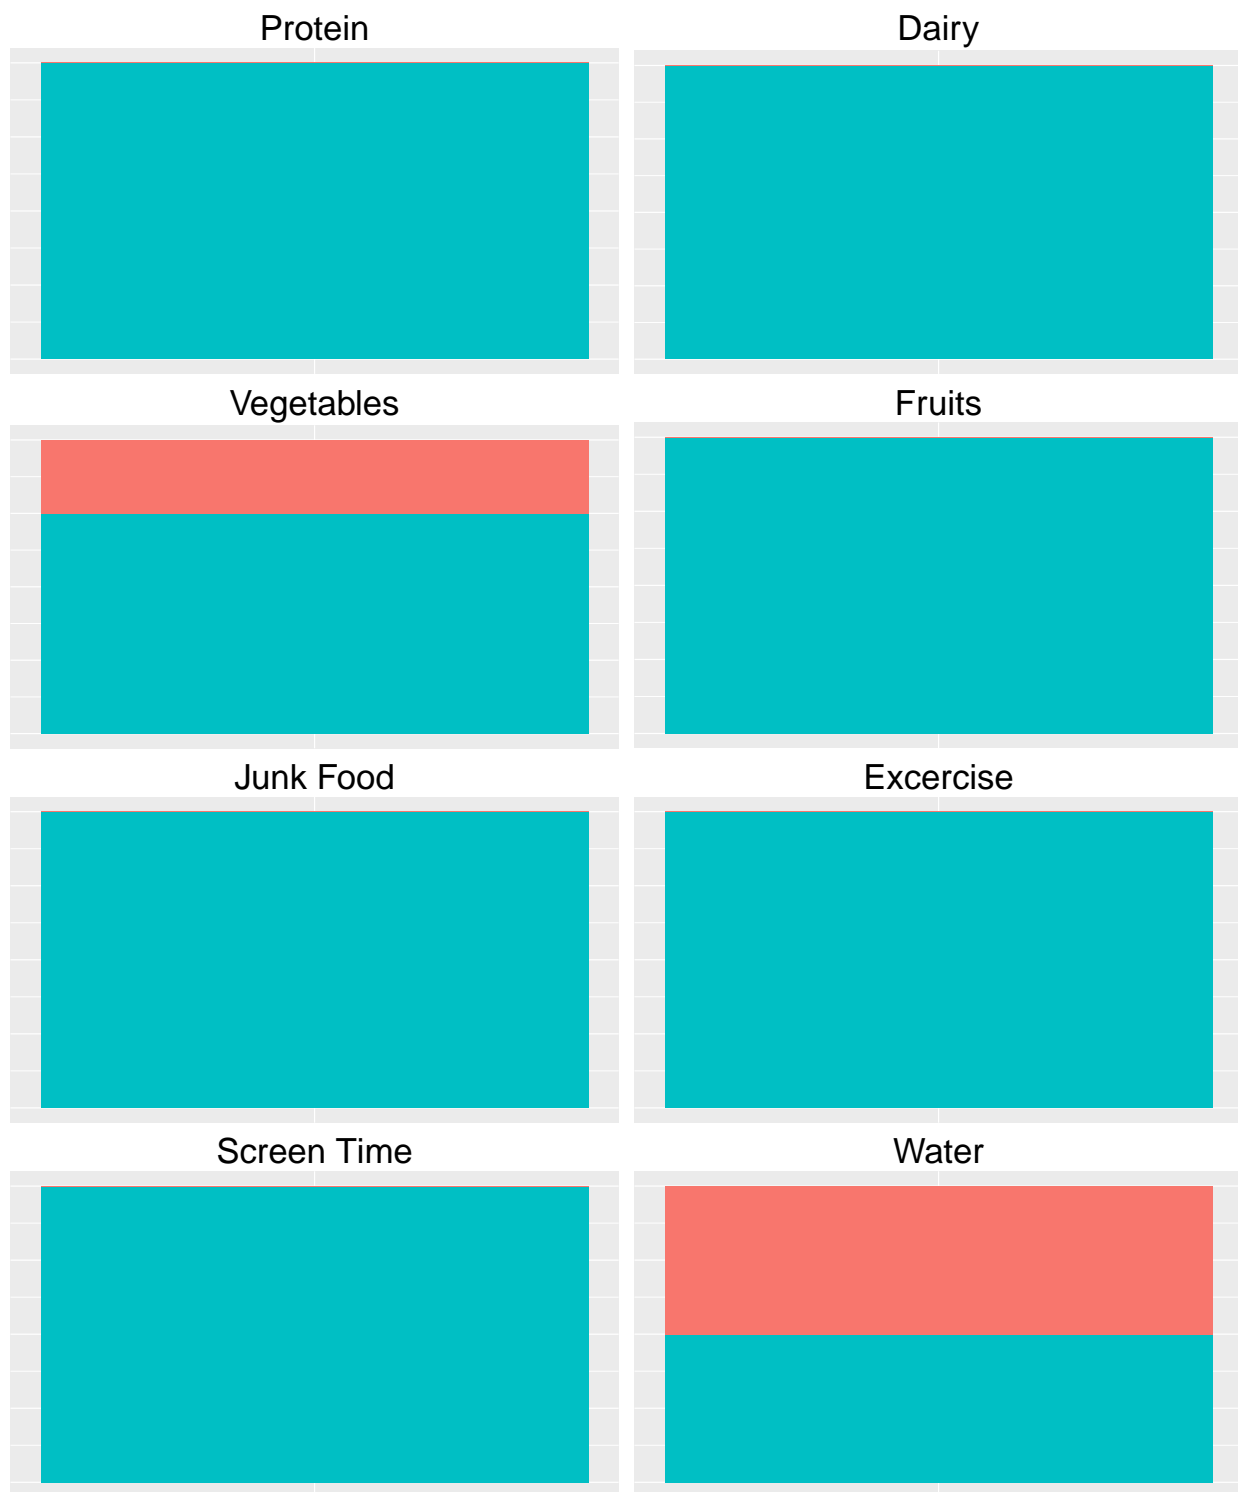 Protein
Dairy
Vegetables
Fruits
Junk Food
Excercise
Screen Time
Water